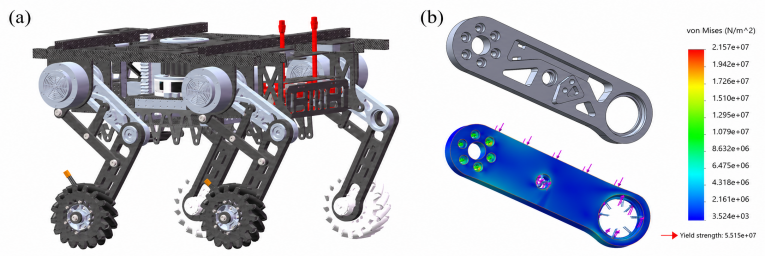 (a)
(b)
von Mises (N/m^2)
2.157e+07
1.942e+07
1.726e+07
1.510e+07
1.295e+07
1.079e+07
8.632e+06
6.475e+06
4.318e+06
2.161e+06
3.524e+03
Yield strength: 5.515e+07